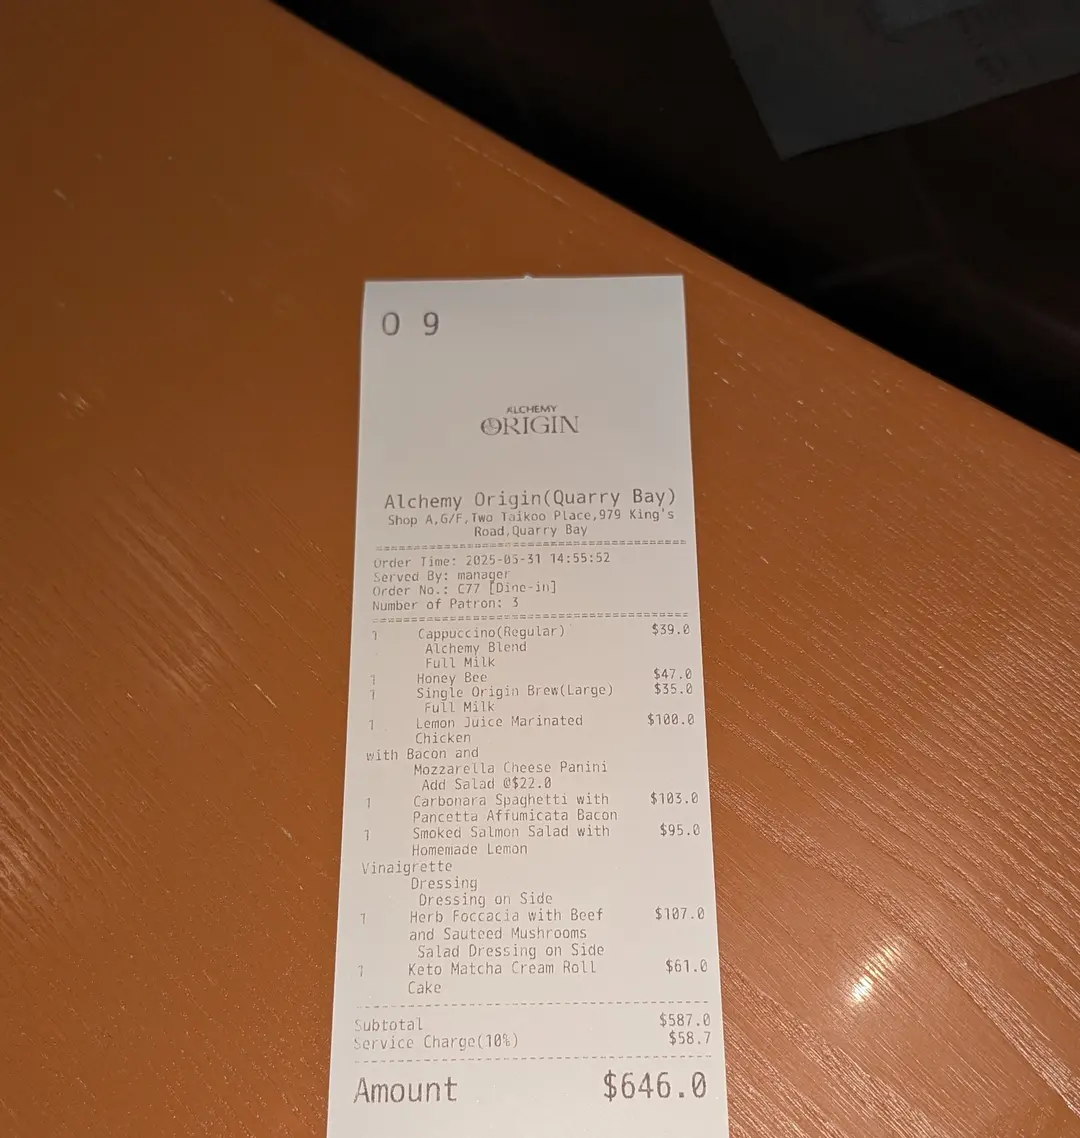 0 9
ALCHEMY
ORIGIN
Alchemy Origin(Quarry Bay)
Shop A,G/F,Two Taikoo Place,979 King's
Road,Quarry Bay
Order Time: 2025-05-31 14:55:52
Served By: manager
Order No.: C77 [Dine-in]
Number of Patron: 3
1 Cappuccino(Regular) $39.0
Alchemy Blend
Full Milk
1 Honey Bee $47.0
1 Single Origin Brew(Large) $35.0
Full Milk
1 Lemon Juice Marinated $100.0
Chicken
with Bacon and
Mozzarella Cheese Panini
Add Salad @$22.0
1 Carbonara Spaghetti with $103.0
Pancetta Affumicata Bacon
1 Smoked Salmon Salad with $95.0
Homemade Lemon
Vinaigrette
Dressing
Dressing on Side
1 Herb Foccacia with Beef $107.0
and Sauteed Mushrooms
Salad Dressing on Side
1 Keto Matcha Cream Roll $61.0
Cake
Subtotal $587.0
Service Charge(10%) $58.7
Amount $646.0